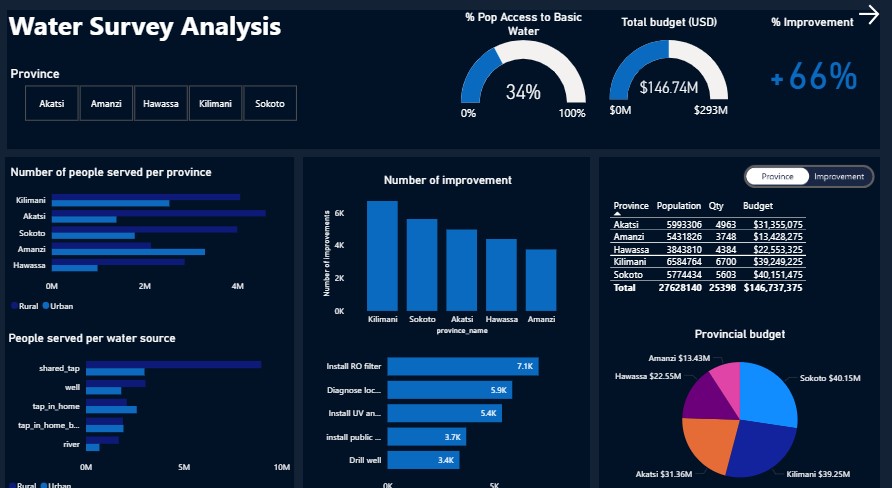 Water Survey Analysis
% Pop Access to Basic
Water
34%
0%
100%
Total budget (USD)
$146.74M
$0M
$293M
% Improvement
+66%
Province
Akatsi
Amanzi
Hawassa
Kilimani
Sokoto
Number of people served per province
Kilimani
Akatsi
Sokoto
Amanzi
Hawassa
0M
2M
4M
Rural
Urban
People served per water source
shared_tap
well
tap_in_home
tap_in_home_b...
river
0M
5M
10M
Rural
Urban
Number of improvement
Number of improvements
6K
4K
2K
0K
Kilimani
Sokoto
Akatsi
Hawassa
Amanzi
province_name
Install RO filter
7.1K
Diagnose loc...
5.9K
Install UV an...
5.4K
install public ...
3.7K
Drill well
3.4K
0K
5K
Province
Improvement
Province Population Qty Budget
Akatsi 5993306 4963 $31,355,075
Amanzi 5431826 3748 $13,428,275
Hawassa 3843810 4384 $22,553,325
Kilimani 6584764 6700 $39,249,225
Sokoto 5774434 5603 $40,151,475
Total 27628140 25398 $146,737,375
Provincial budget
Amanzi $13.43M
Hawassa $22.55M
Sokoto $40.15M
Akatsi $31.36M
Kilimani $39.25M